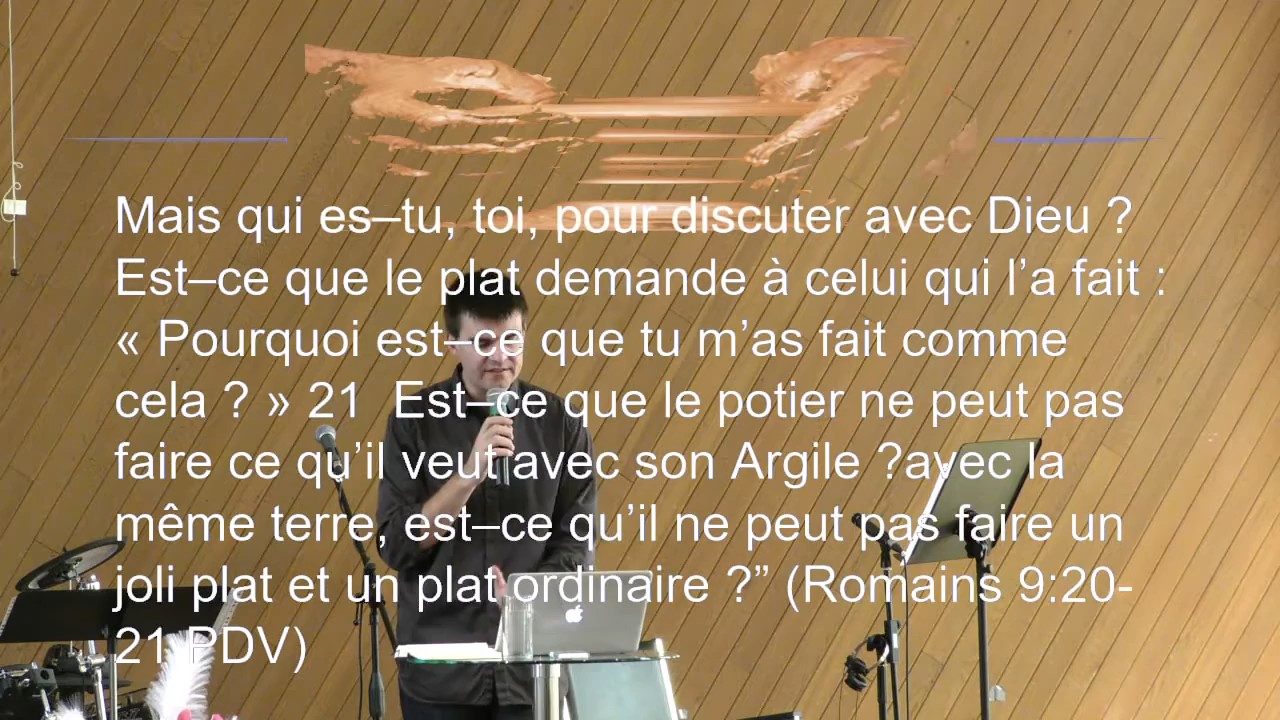 Mais qui es–tu, toi, pour discuter avec Dieu ?
Est–ce que le plat demande à celui qui l’a fait :
« Pourquoi est–ce que tu m’as fait comme
cela ? » 21  Est–ce que le potier ne peut pas
faire ce qu’il veut avec son Argile ?avec la
même terre, est–ce qu’il ne peut pas faire un
joli plat et un plat ordinaire ?” (Romains 9:20-
21 PDV)